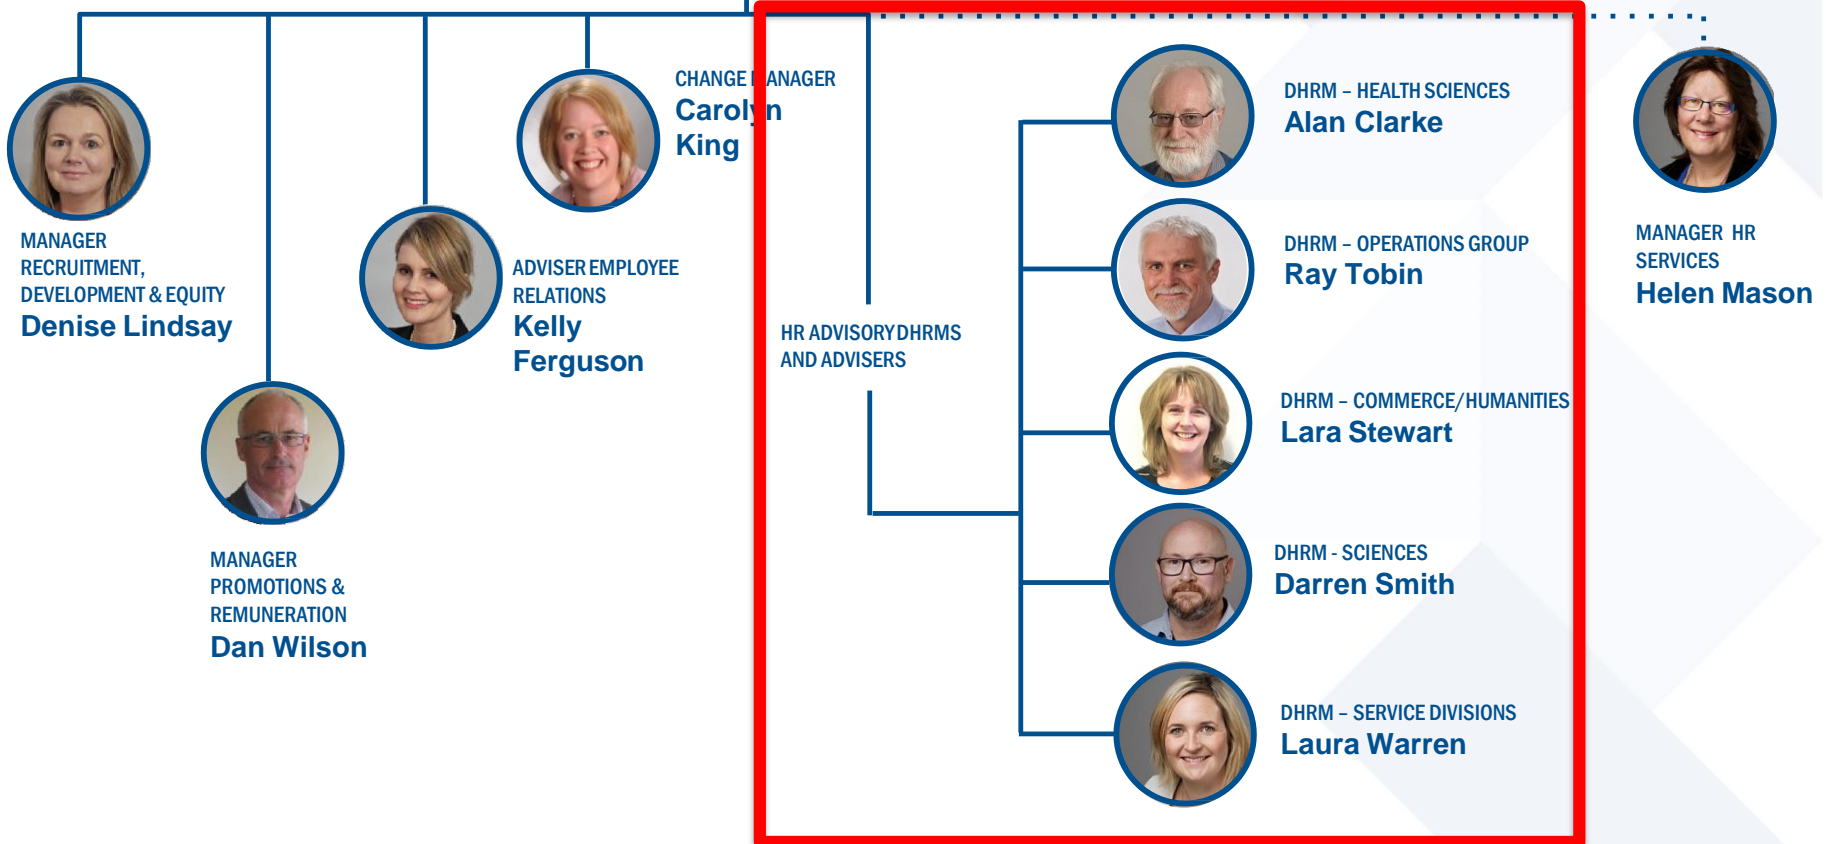 MANAGER
RECRUITMENT,
DEVELOPMENT & EQUITY
Denise Lindsay
MANAGER
PROMOTIONS &
REMUNERATION
Dan Wilson
ADVISER EMPLOYEE
RELATIONS
Kelly
Ferguson
CHANGE MANAGER
Carolyn
King
HR ADVISORY DHRMS
AND ADVISERS
DHRM – HEALTH SCIENCES
Alan Clarke
DHRM – OPERATIONS GROUP
Ray Tobin
DHRM – COMMERCE/HUMANITIES
Lara Stewart
DHRM - SCIENCES
Darren Smith
DHRM – SERVICE DIVISIONS
Laura Warren
MANAGER HR
SERVICES
Helen Mason